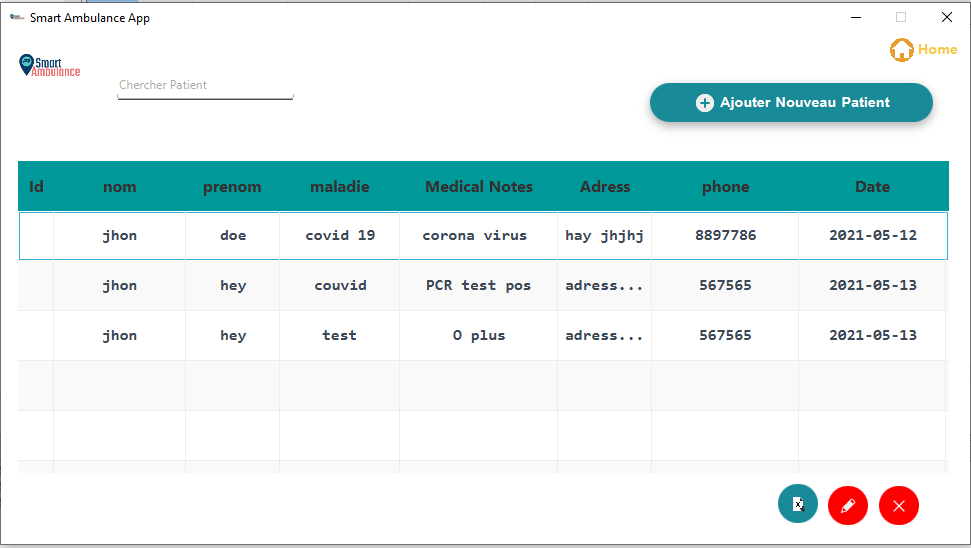 Smart Ambulance App
Home
Smart
Ambulance
Chercher Patient
Ajouter Nouveau Patient
Id nom prenom maladie Medical Notes Adress phone Date
jhon doe covid 19 corona virus hay jhjhj 8897786 2021-05-12
jhon hey couvid PCR test pos adress... 567565 2021-05-13
jhon hey test O plus adress... 567565 2021-05-13